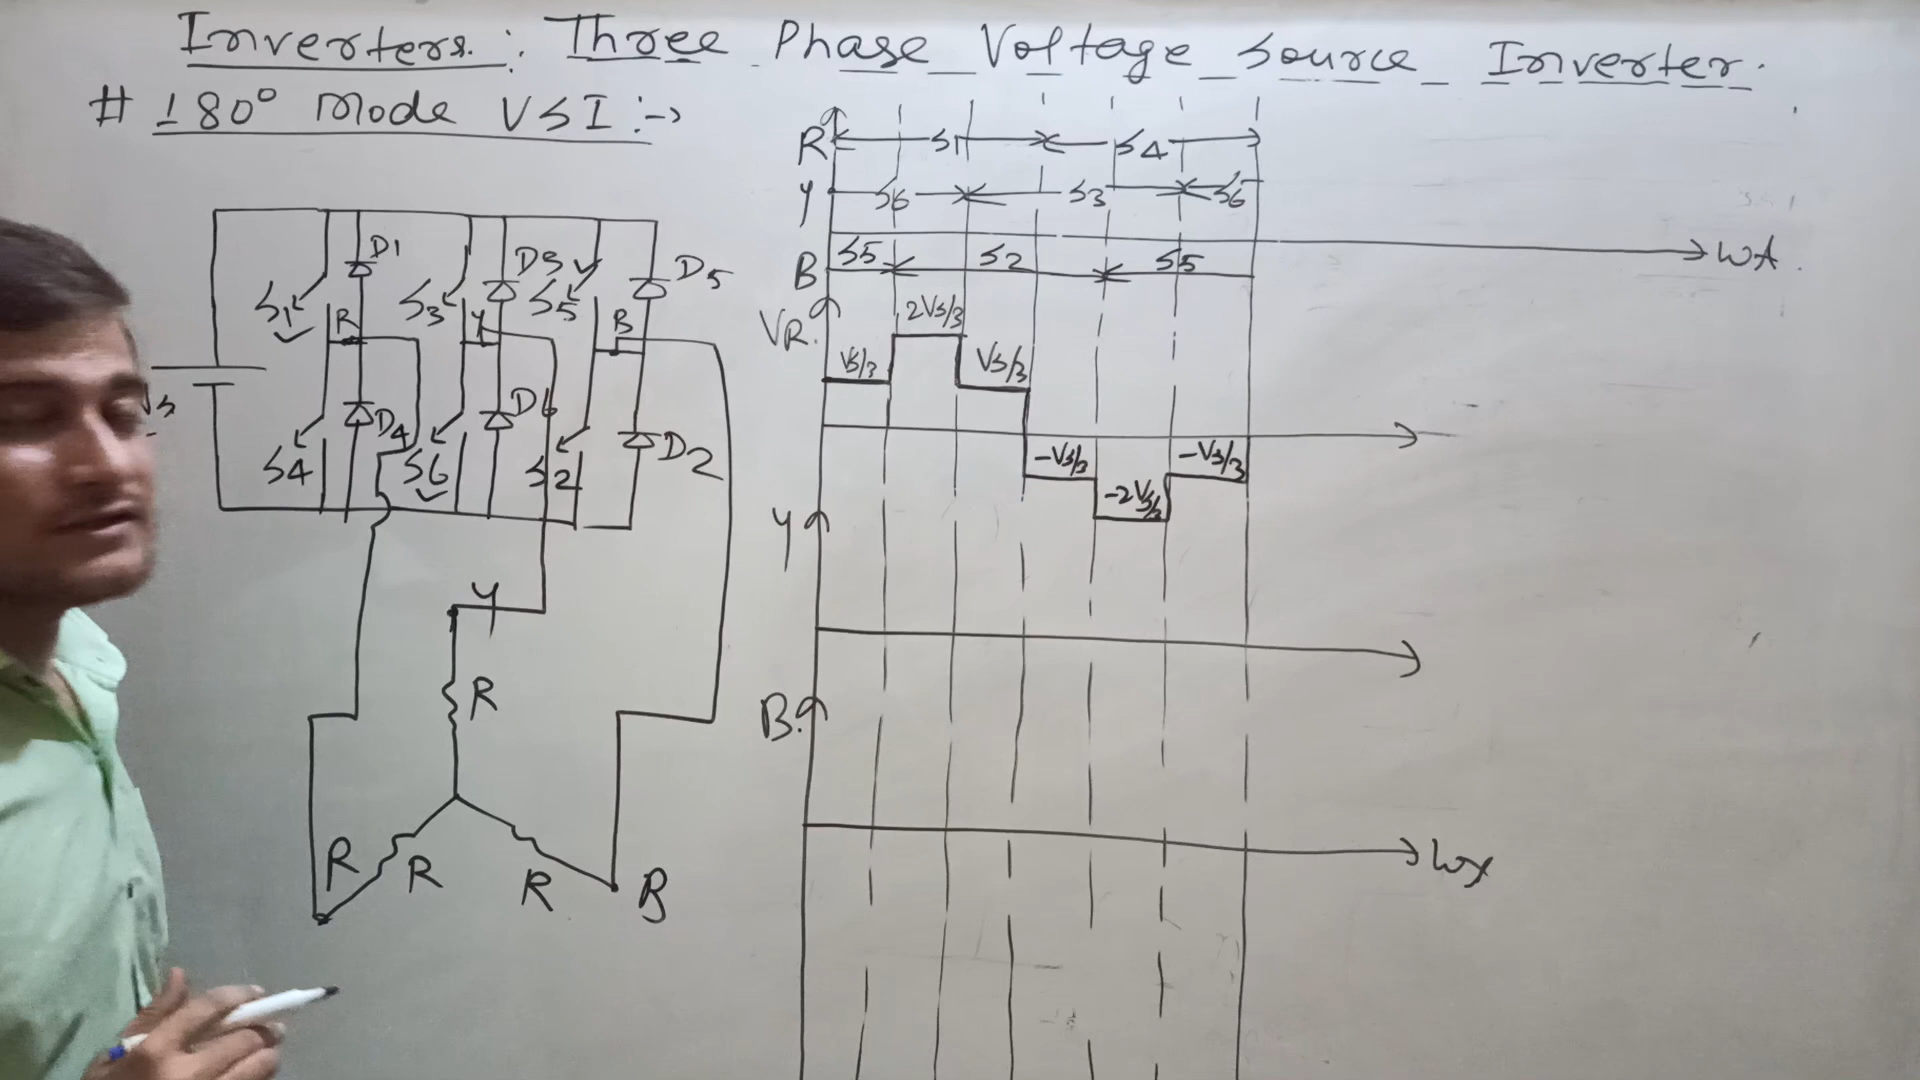 Inverters: Three Phase Voltage Source Inverter.
# 180° Mode VSI :->
R S1 S4
Y S6 S3 S6
B S5 S2 S5
D1 D3 D5
S1 S3 S5
R Y B
D4 D6 D2
S4 S6 S2
VR.
Vs/3 2Vs/3 Vs/3
-Vs/3 -2Vs/3 -Vs/3
Y
B.
Y
R
R R R B